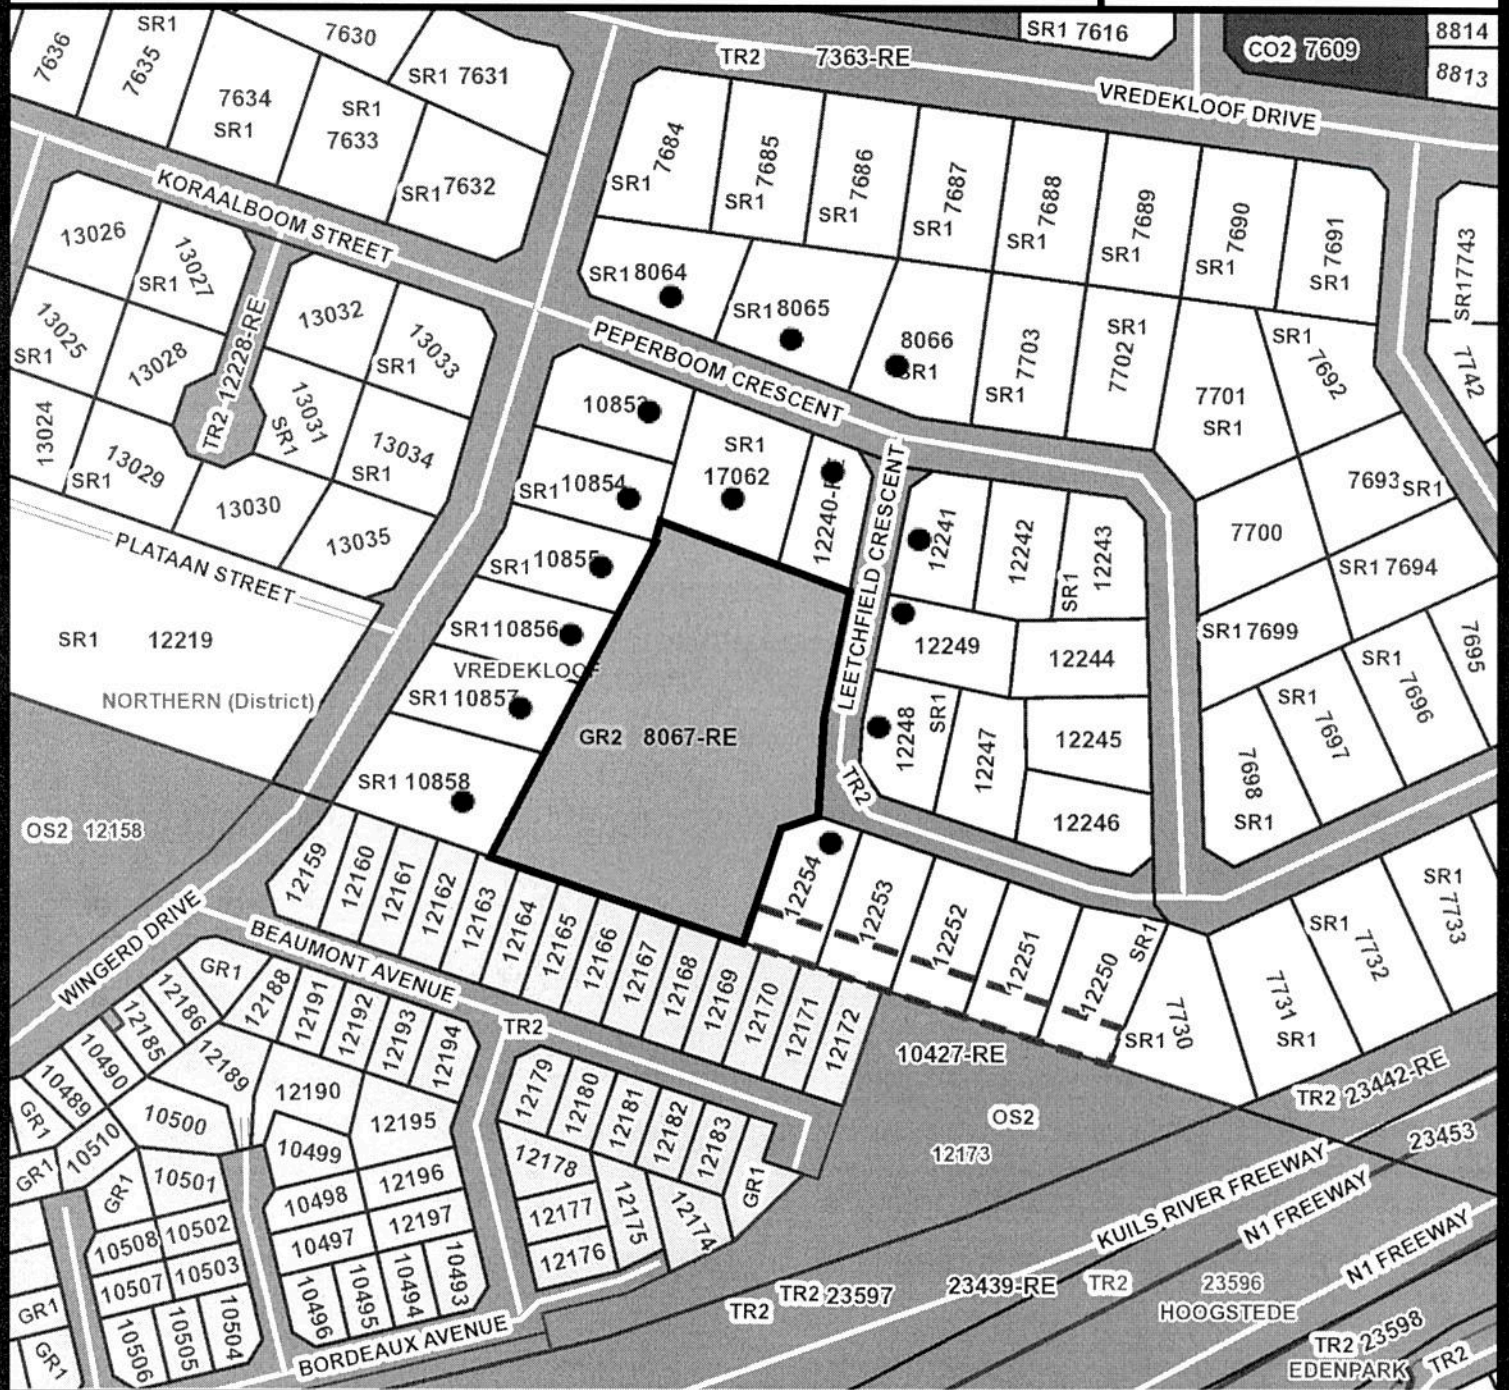 SR1 7616
8814
8813
CO2 7609
TR2 7363-RE
VREDEKLOOF DRIVE
7636
SR1 7635
7630
SR1 7631
7634 SR1
SR1 7633
SR1 7632
KORAALBOOM STREET
SR1 7684
SR1 7685
SR1 7686
SR1 7687
SR1 7688
SR1 7689
SR1 7690
SR1 7691
SR1 7743
7742
13026
SR1 13027
SR1 13025
13028
13024
SR1 13029
13030
TR2 12228-RE
13032
SR1 13033
13031 SR1
13034 SR1
13035
PLATAAN STREET
SR1 8064
SR1 8065
8066 SR1
SR1 7703
SR1 7702
7701 SR1
SR1 7692
7693 SR1
7700
SR1 7694
SR1 7699
7695
SR1 7696
SR1 7697
7698 SR1
PEPERBOOM CRESCENT
10853
SR1 10854
SR1 10855
SR1 10856
VREDEKLOOF
SR1 10857
SR1 10858
SR1 17062
12240-RE
LEETCHFIELD CRESCENT
12241
12242
SR1 12243
12249
12244
12248 SR1
12247
12245
12246
TR2
SR1 12219
NORTHERN (District)
GR2 8067-RE
OS2 12158
12159
12160
12161
12162
12163
12164
12165
12166
12167
12168
12169
12170
12171
12172
12254
12253
12252
12251
12250 SR1
SR1 7730
7731 SR1
SR1 7732
SR1 7733
WINGERD DRIVE
BEAUMONT AVENUE
TR2
GR1
12188
12191
12192
12193
12194
12186
12185
10490
10489
GR1
12189
12190
12195
10500
10510
GR1
GR1
10501
10499
12196
10498
12197
10497
10502
10508
10503
10507
10506
10505
10504
10496
10495
10494
10493
GR1
GR1
12179
12180
12181
12182
12183
GR1
12178
12177
12176
12175
12174
BORDEAUX AVENUE
10427-RE
OS2
12173
TR2 23442-RE
23453
KUILS RIVER FREEWAY
N1 FREEWAY
N1 FREEWAY
TR2
TR2 23597
23439-RE
TR2
23596
HOOGSTEDE
TR2 23598
EDENPARK
TR2